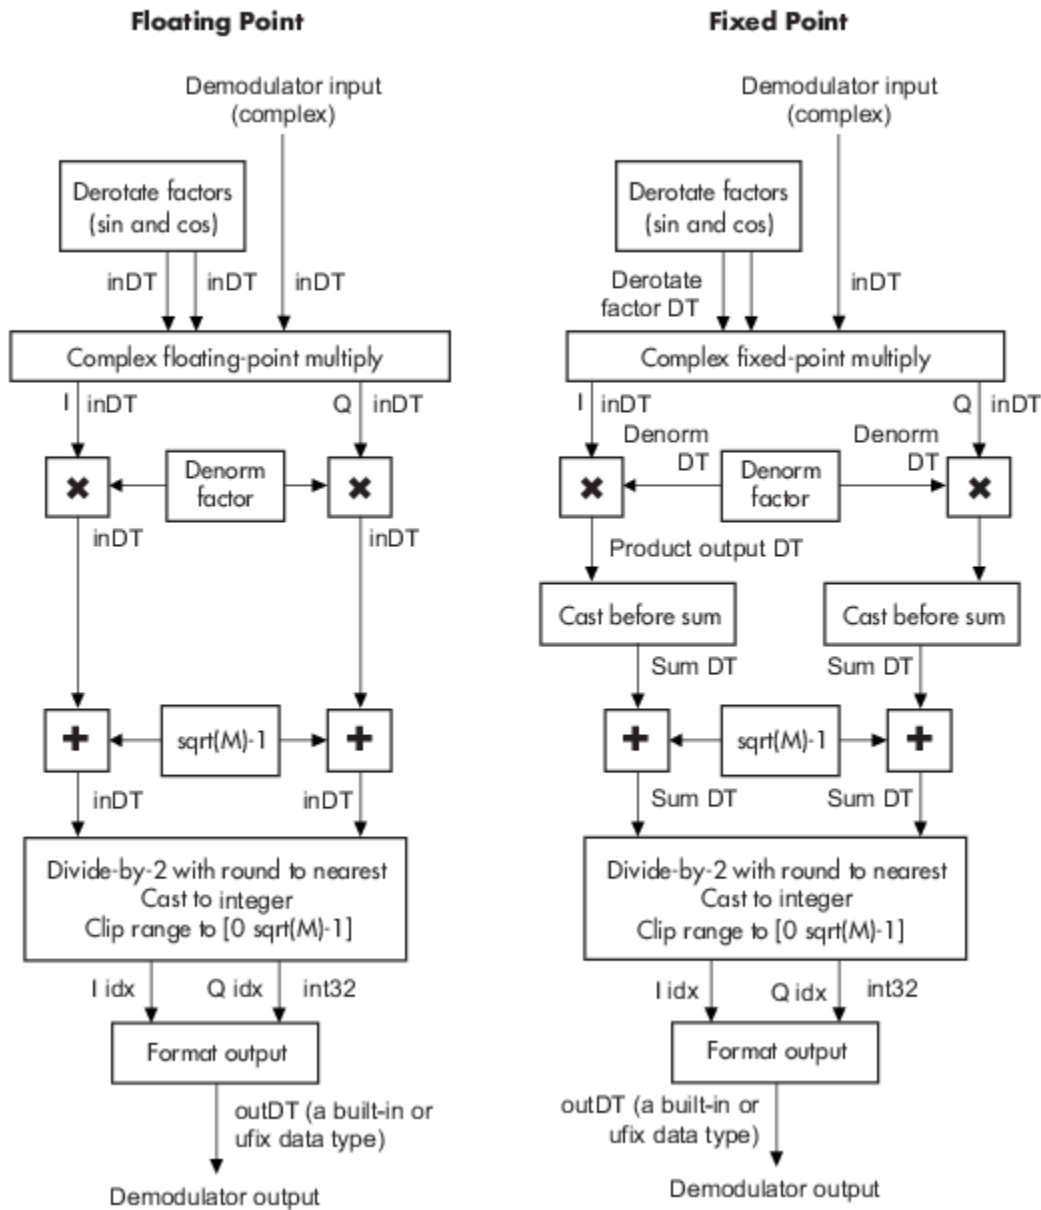 Floating Point
Demodulator input
(complex)
Derotate factors
(sin and cos)
inDT
inDT
inDT
Complex floating-point multiply
I
inDT
Q
inDT
Denorm
factor
inDT
inDT
sqrt(M)-1
inDT
inDT
Divide-by-2 with round to nearest
Cast to integer
Clip range to [0 sqrt(M)-1]
I idx
Q idx
int32
Format output
outDT (a built-in or
ufix data type)
Demodulator output
Fixed Point
Demodulator input
(complex)
Derotate factors
(sin and cos)
Derotate
factor DT
inDT
Complex fixed-point multiply
I
inDT
Q
inDT
Denorm
DT
Denorm
factor
Denorm
DT
Product output DT
Cast before sum
Cast before sum
Sum DT
Sum DT
sqrt(M)-1
Sum DT
Sum DT
Divide-by-2 with round to nearest
Cast to integer
Clip range to [0 sqrt(M)-1]
I idx
Q idx
int32
Format output
outDT (a built-in or
ufix data type)
Demodulator output